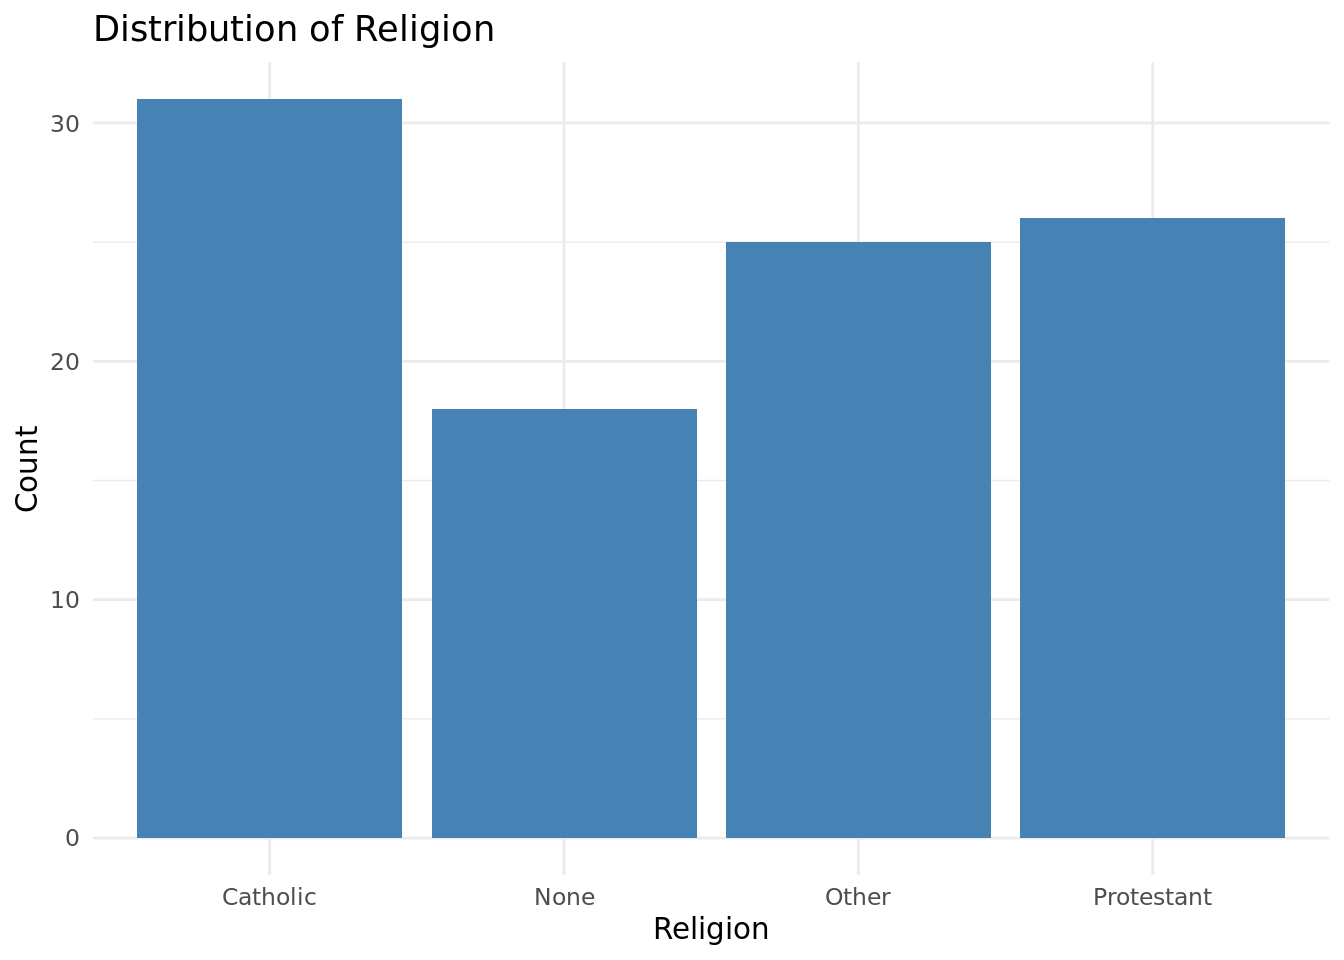 Distribution of Religion
30
20
10
0
Count
Catholic
None
Other
Protestant
Religion